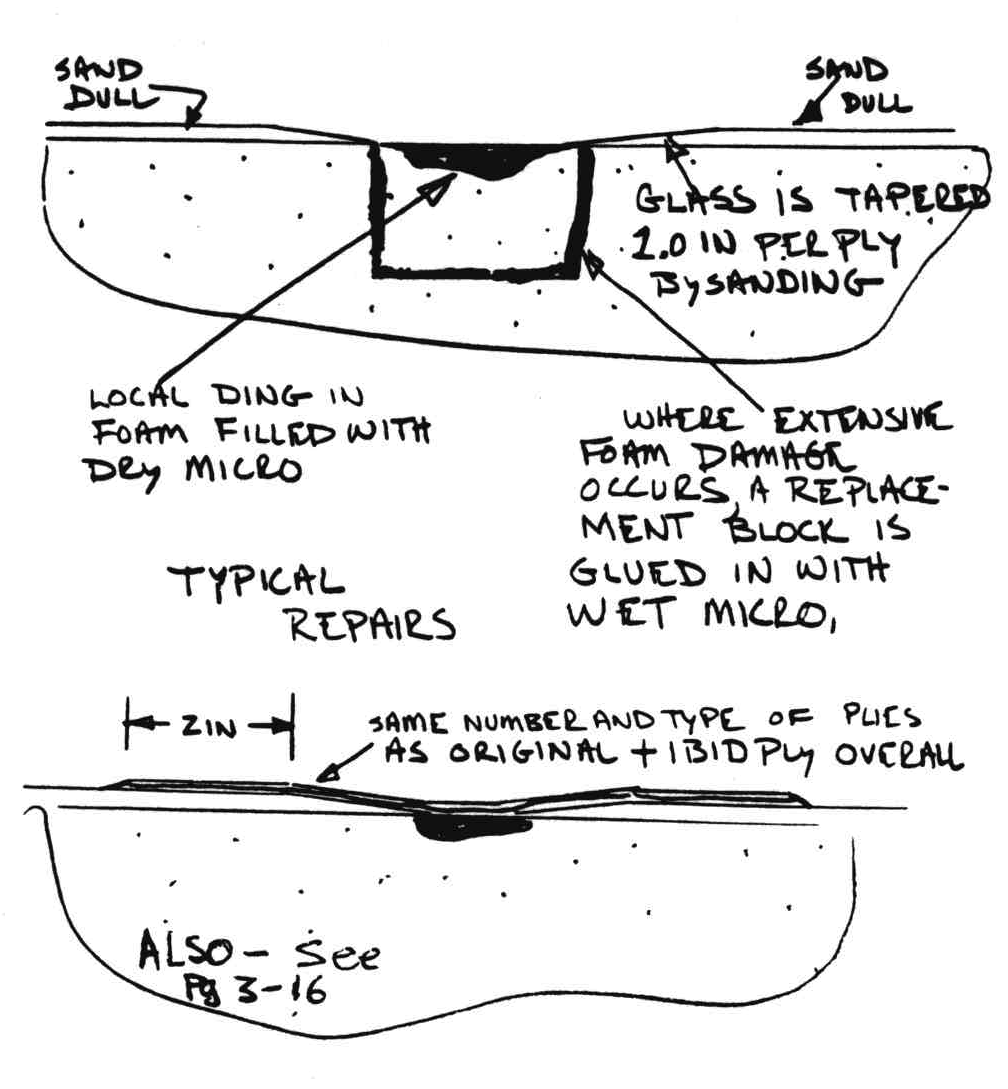 SAND
DULL
SAND
DULL
GLASS IS TAPERED
1.0 IN PER PLY
By SANDING
LOCAL DING IN
FOAM FILLED WITH
DRy MICRO
WHERE EXTENSIVE
FOAM DAMAGE
OCCURS, A REPLACE-
MENT BLOCK IS
GLUED IN WITH
WET MICRO,
TYPICAL
REPAIRS
2 IN
SAME NUMBER AND TYPE OF PLIES
AS ORIGINAL + 1 BID PLy OVERALL
ALSO - See
Pg 3-16